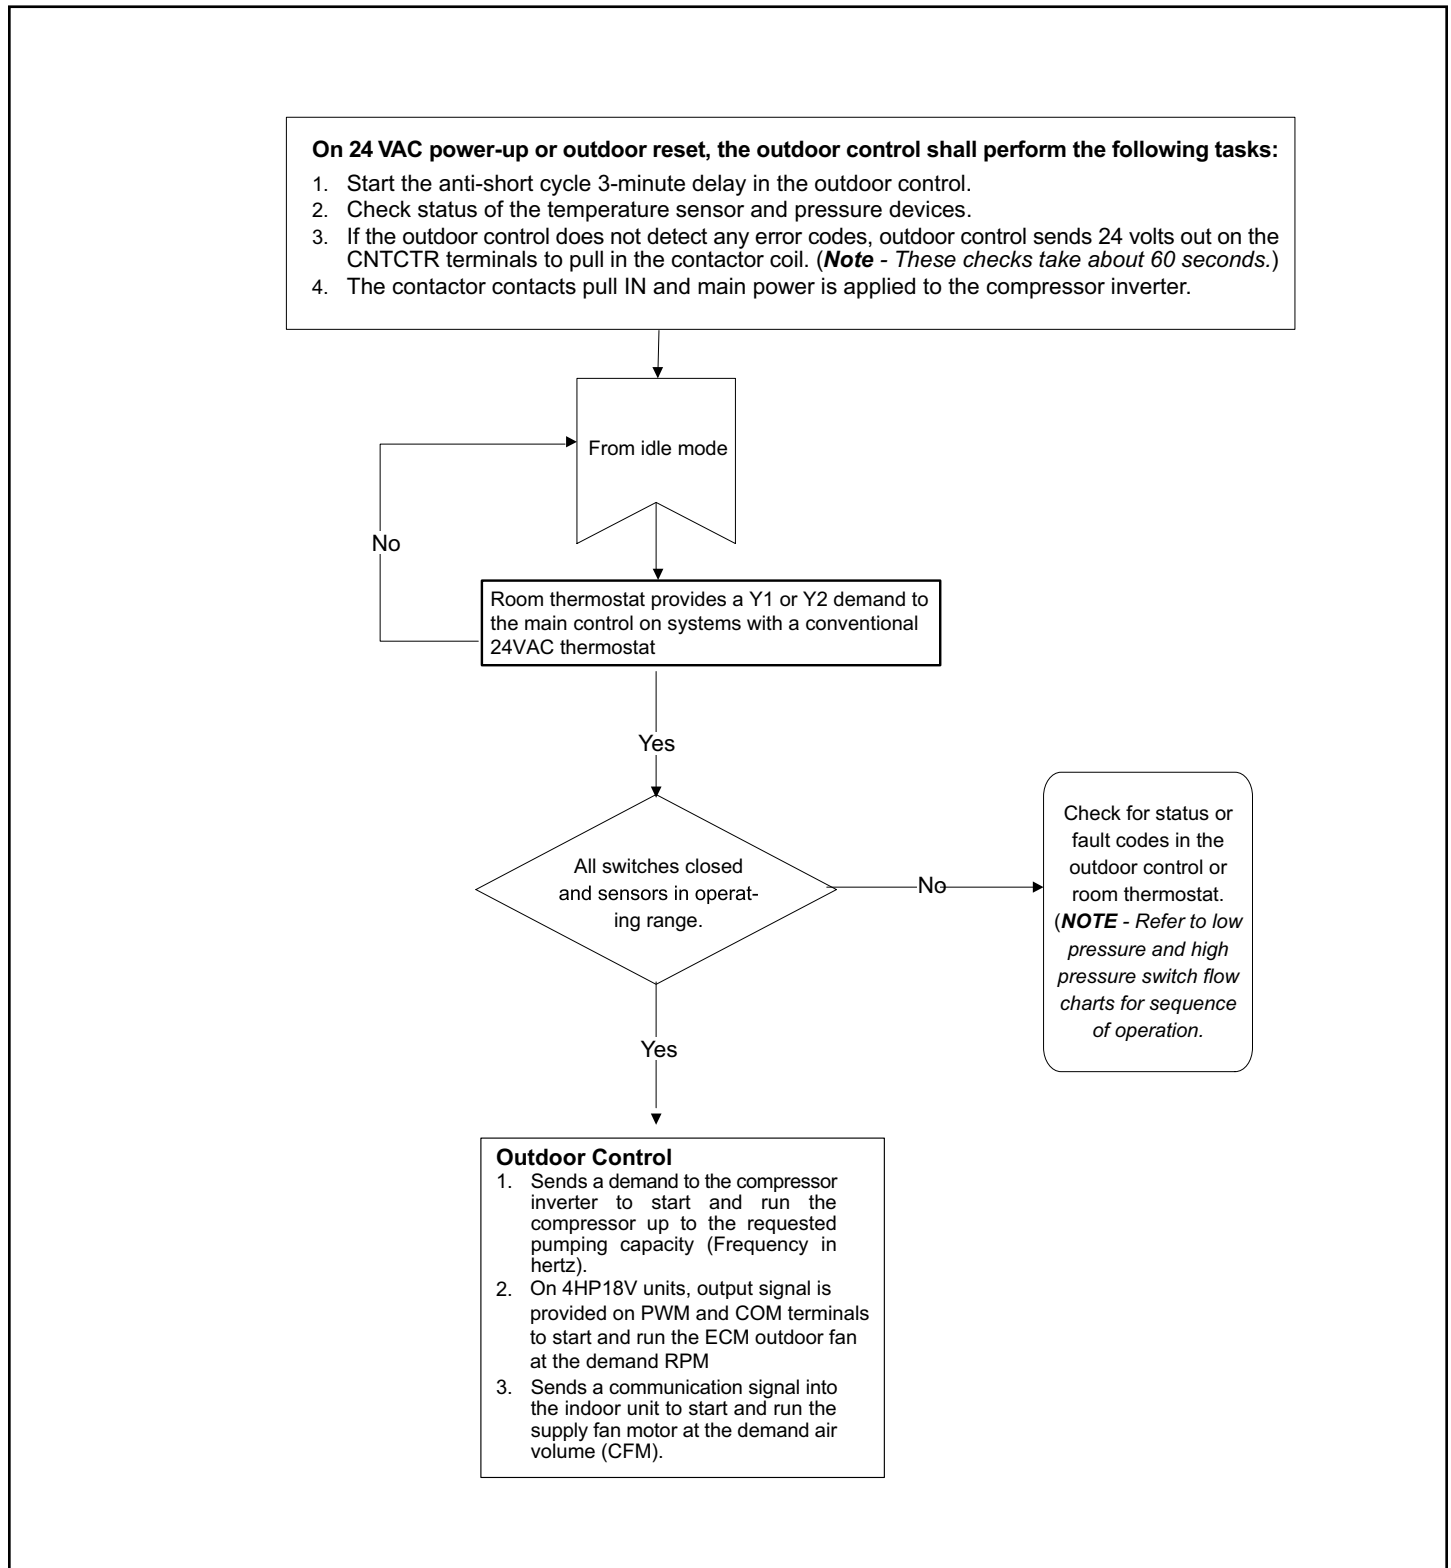 On 24 VAC power-up or outdoor reset, the outdoor control shall perform the following tasks:
1. Start the anti-short cycle 3-minute delay in the outdoor control.
2. Check status of the temperature sensor and pressure devices.
3. If the outdoor control does not detect any error codes, outdoor control sends 24 volts out on the
CNTCTR terminals to pull in the contactor coil. (Note - These checks take about 60 seconds.)
4. The contactor contacts pull IN and main power is applied to the compressor inverter.
From idle mode
No
Room thermostat provides a Y1 or Y2 demand to
the main control on systems with a conventional
24VAC thermostat
Yes
All switches closed
and sensors in operat-
ing range.
No
Check for status or
fault codes in the
outdoor control or
room thermostat.
(NOTE - Refer to low
pressure and high
pressure switch flow
charts for sequence
of operation.
Yes
Outdoor Control
1. Sends a demand to the compressor
inverter to start and run the
compressor up to the requested
pumping capacity (Frequency in
hertz).
2. On 4HP18V units, output signal is
provided on PWM and COM terminals
to start and run the ECM outdoor fan
at the demand RPM
3. Sends a communication signal into
the indoor unit to start and run the
supply fan motor at the demand air
volume (CFM).